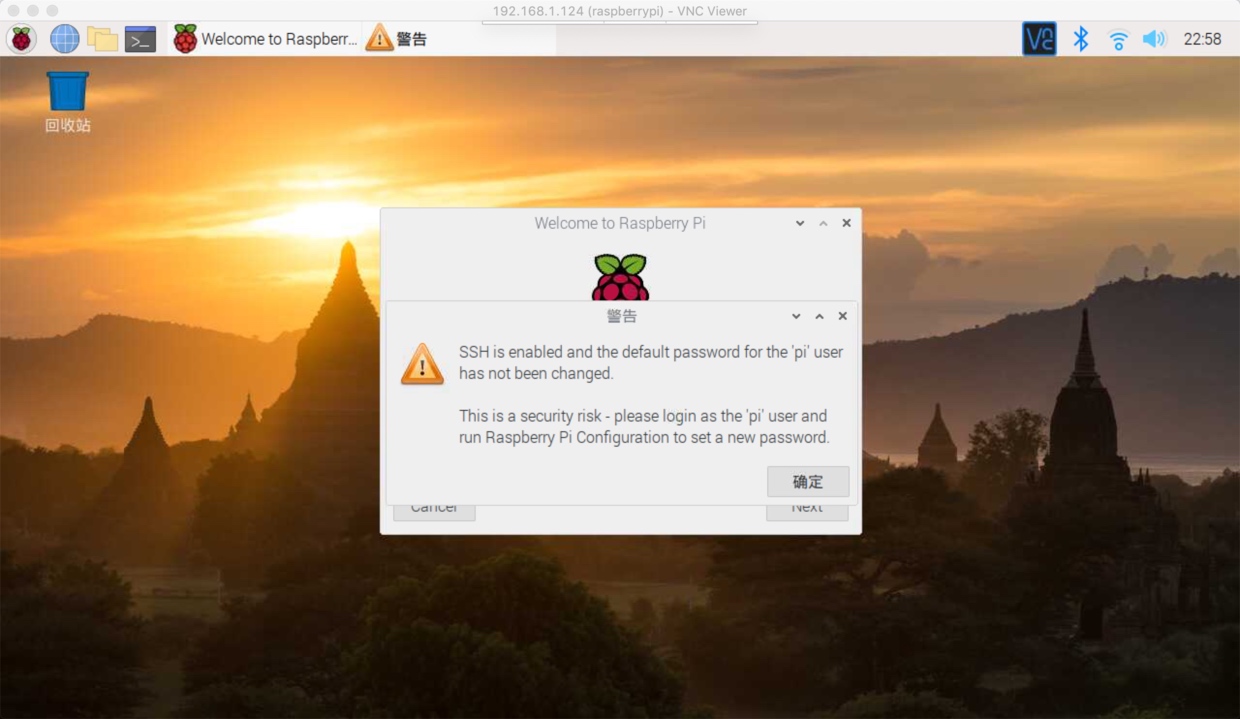 192.168.1.124 (raspberrypi) - VNC Viewer
>_ Welcome to Raspberr... 警告 22:58
回收站
Welcome to Raspberry Pi
警告
SSH is enabled and the default password for the 'pi' user
has not been changed.
This is a security risk - please login as the 'pi' user and
run Raspberry Pi Configuration to set a new password.
确定
Cancel Next